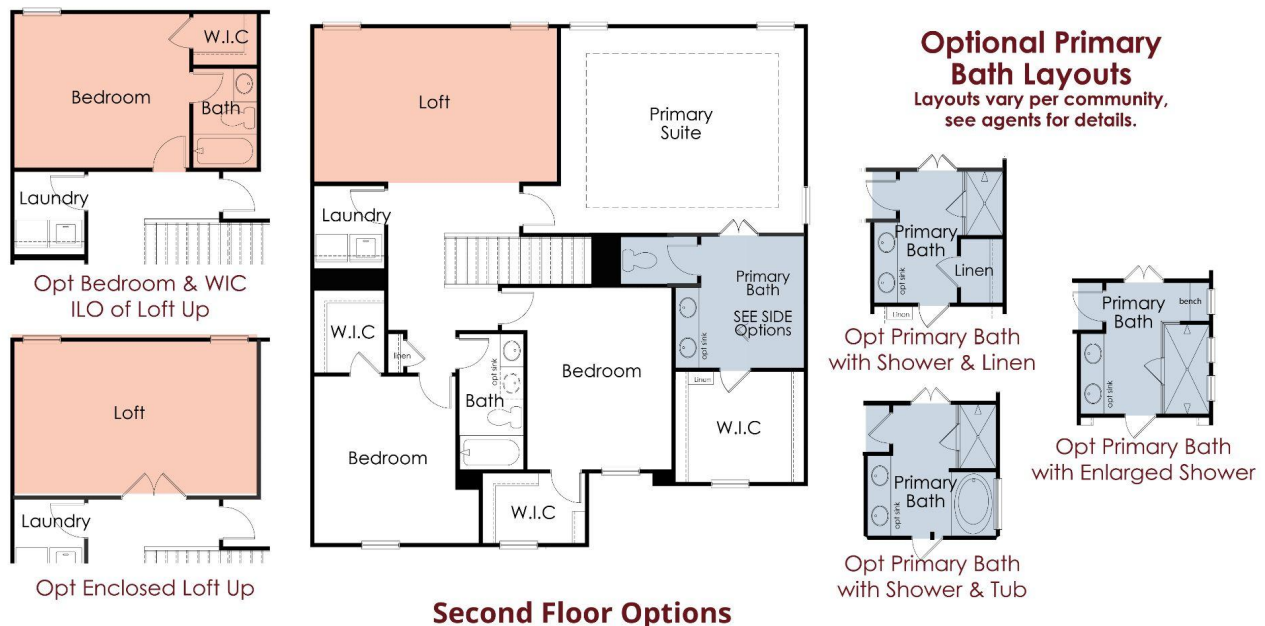 Bedroom
W.I.C
Bath
Laundry
Opt Bedroom & WIC
ILO of Loft Up
Loft
Laundry
Opt Enclosed Loft Up
Loft
Primary
Suite
Laundry
Primary
Bath
SEE SIDE
Options
opt sink
W.I.C
linen
opt sink
Bath
Bedroom
Linen
W.I.C
Bedroom
W.I.C
Second Floor Options
Optional Primary
Bath Layouts
Layouts vary per community,
see agents for details.
Primary
Bath
Linen
opt sink
Linen
Opt Primary Bath
with Shower & Linen
Primary
Bath
bench
opt sink
Opt Primary Bath
with Enlarged Shower
Primary
Bath
opt sink
Opt Primary Bath
with Shower & Tub